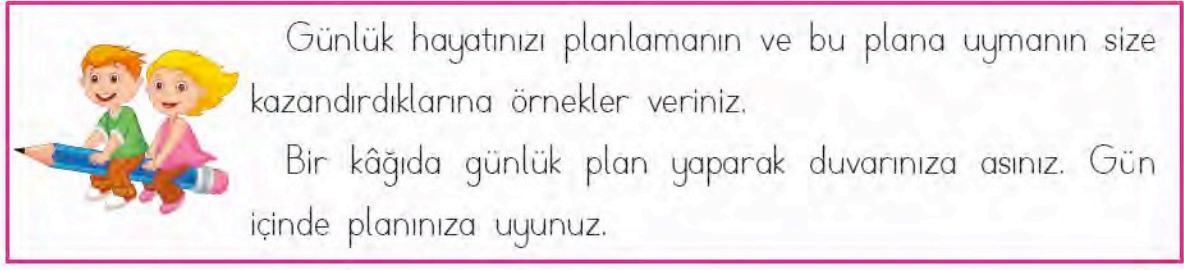 Günlük hayatınızı planlamanın ve bu plana uymanın size
kazandırdıklarına örnekler veriniz.
Bir kâğıda günlük plan yaparak duvarınıza asınız. Gün
içinde planınıza uyunuz.